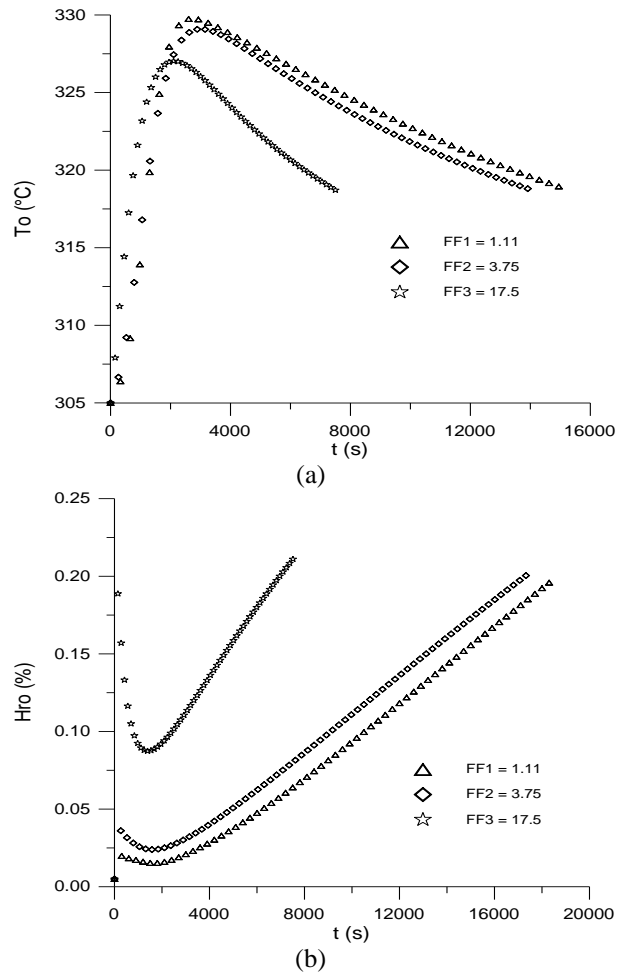 330
325
320
315
310
305
To (°C)
FF1 = 1.11
FF2 = 3.75
FF3 = 17.5
0 4000 8000 12000 16000
t (s)
(a)
0.25
0.20
0.15
0.10
0.05
0.00
Hro (%)
FF1 = 1.11
FF2 = 3.75
FF3 = 17.5
0 4000 8000 12000 16000 20000
t (s)
(b)